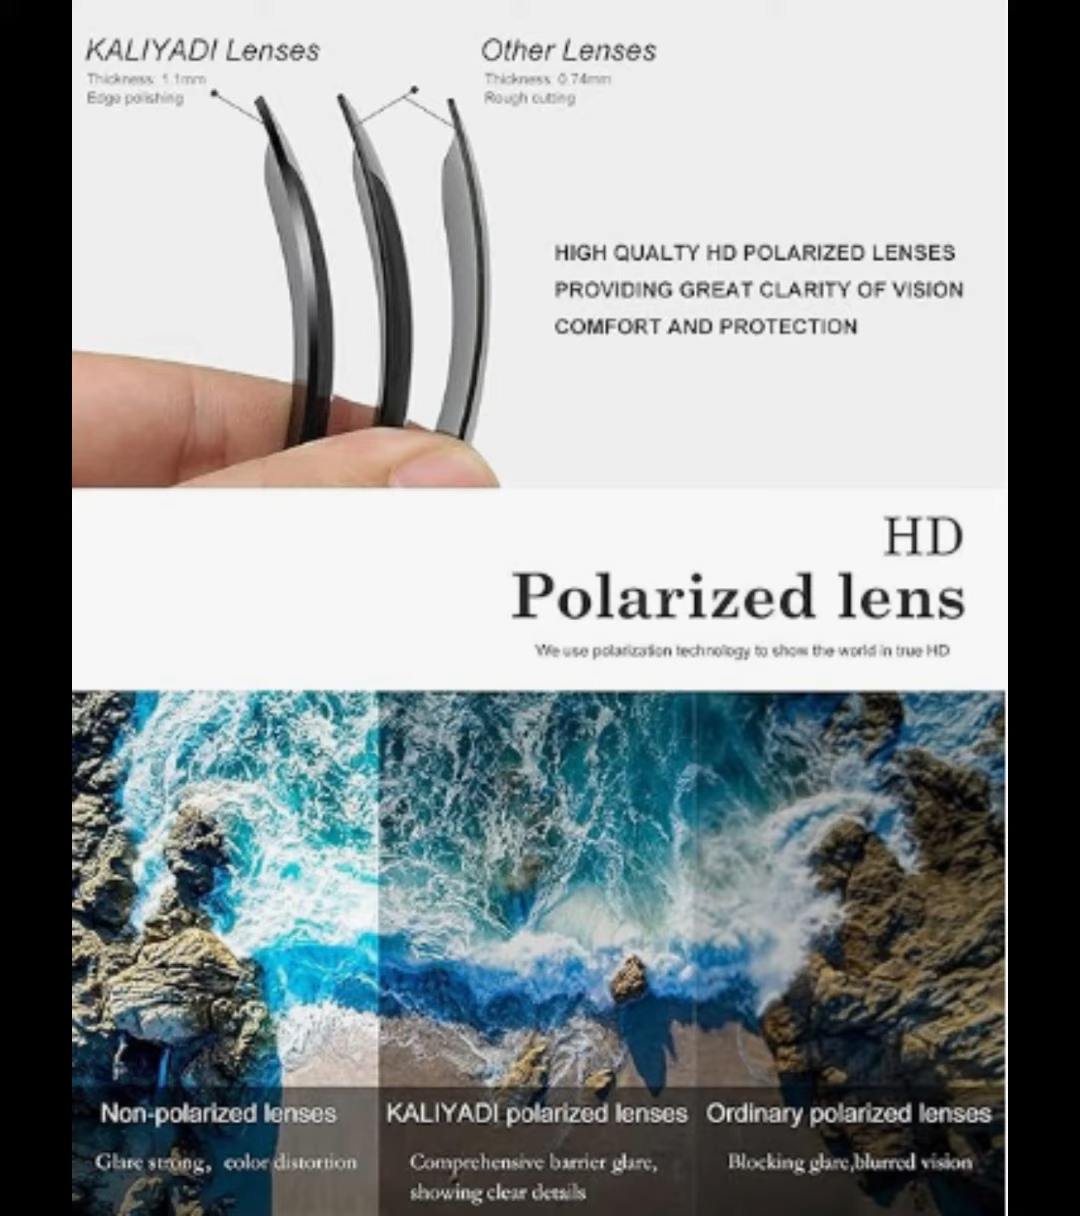 KALIYADI Lenses
Thickness: 1.1mm
Edge polishing
Other Lenses
Thickness: 0.74mm
Rough cutting
HIGH QUALTY HD POLARIZED LENSES
PROVIDING GREAT CLARITY OF VISION
COMFORT AND PROTECTION
HD
Polarized lens
We use polarization technology to show the world in true HD
Non-polarized lenses
Glare strong, color distortion
KALIYADI polarized lenses
Comprehensive barrier glare,
showing clear details
Ordinary polarized lenses
Blocking glare,blurred vision